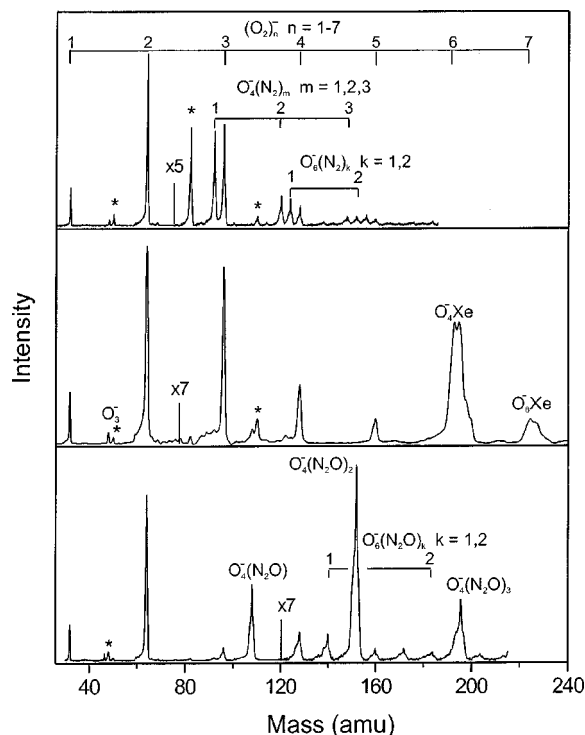 (O₂)ₙ⁻ n = 1-7
1 2 3 4 5 6 7
O₄⁻(N₂)ₘ m = 1,2,3
1 2 3
*
x5
O₆⁻(N₂)ₖ k = 1,2
1 2
* *
O₄⁻Xe
O₆⁻Xe
x7
O₃⁻
* *
O₄⁻(N₂O)₂
O₆⁻(N₂O)ₖ k = 1,2
1 2
O₄⁻(N₂O)
O₄⁻(N₂O)₃
x7
*
Intensity
40 80 120 160 200 240
Mass (amu)